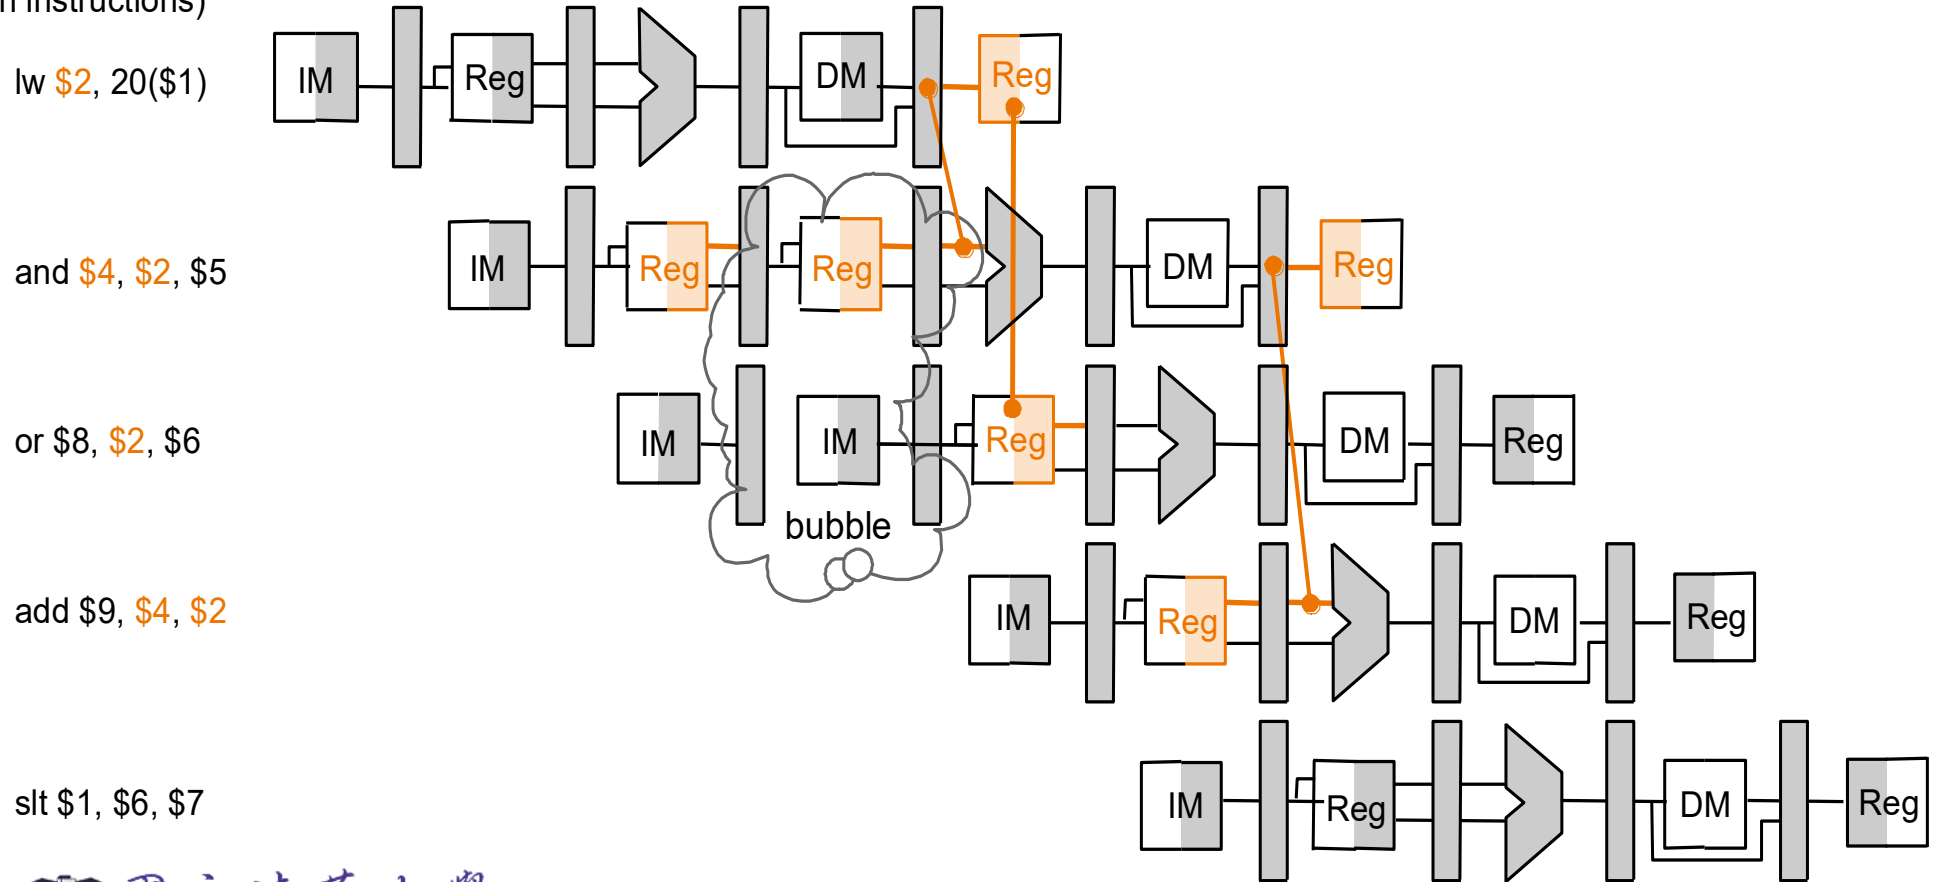 n instructions)
lw $2, 20($1)
IM Reg DM Reg
and $4, $2, $5
IM Reg Reg DM Reg
or $8, $2, $6
IM IM Reg DM Reg
bubble
add $9, $4, $2
IM Reg DM Reg
slt $1, $6, $7
IM Reg DM Reg